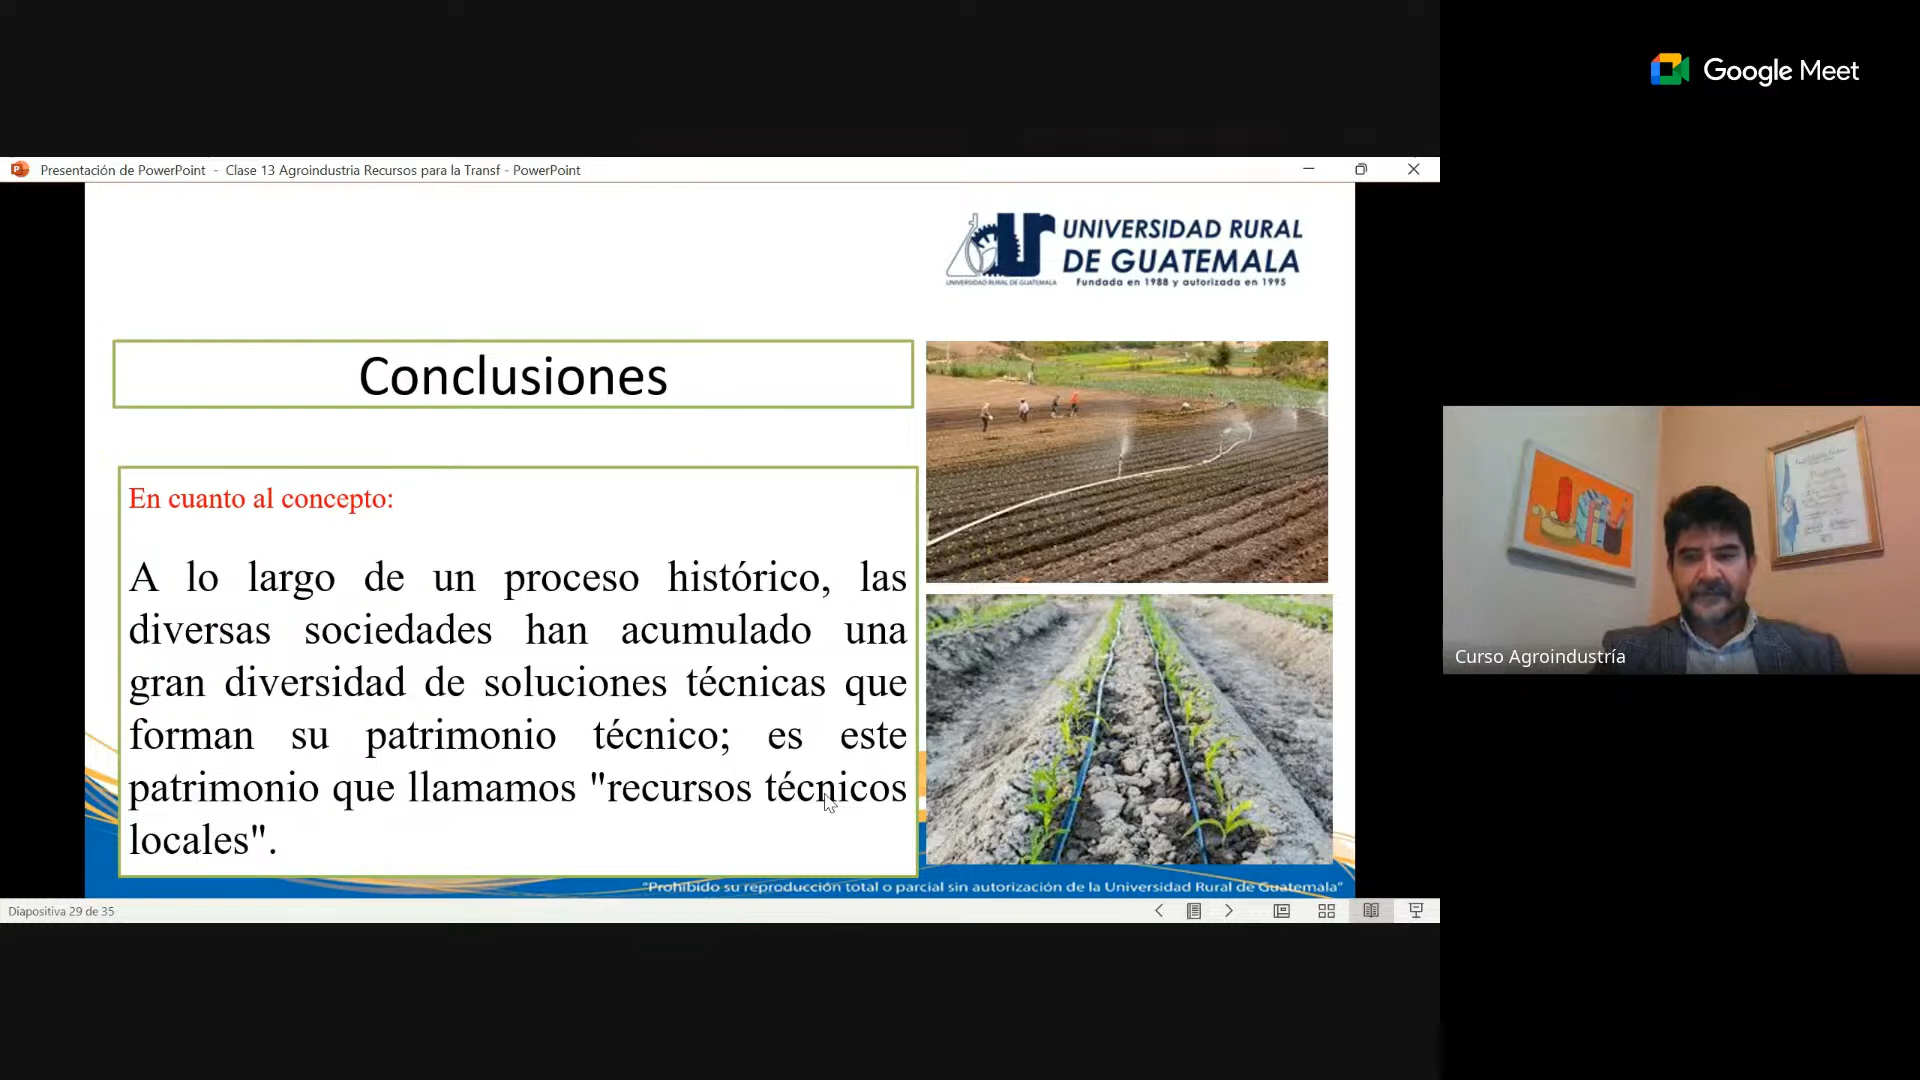 Google Meet
Presentación de PowerPoint - Clase 13 Agroindustria Recursos para la Transf - PowerPoint
UNIVERSIDAD RURAL
DE GUATEMALA
Fundada en 1988 y autorizada en 1995
UNIVERSIDAD RURAL DE GUATEMALA
Conclusiones
En cuanto al concepto:
A lo largo de un proceso histórico, las
diversas sociedades han acumulado una
gran diversidad de soluciones técnicas que
forman su patrimonio técnico; es este
patrimonio que llamamos "recursos técnicos
locales".
"Prohibido su reproducción total o parcial sin autorización de la Universidad Rural de Guatemala"
Diapositiva 29 de 35
Curso Agroindustría